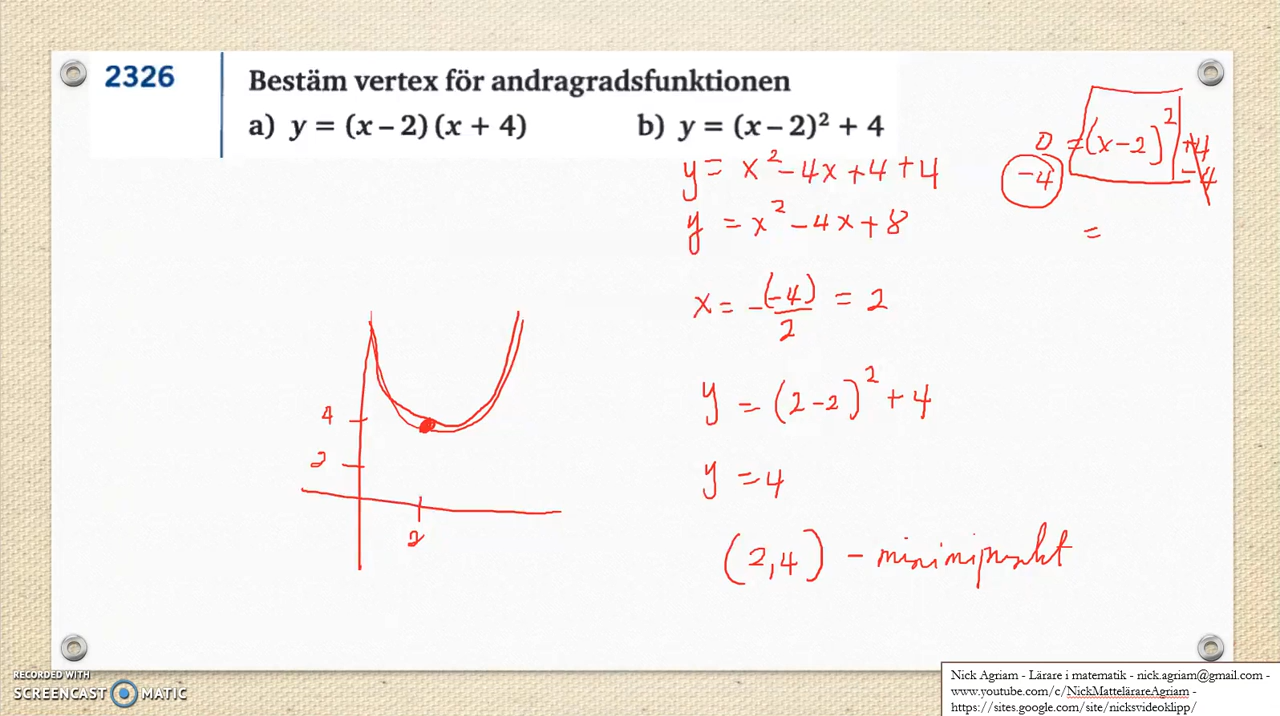 2326
Bestäm vertex för andragradsfunktionen
a) y = (x – 2) (x + 4)
b) y = (x – 2)² + 4
y = x² - 4x + 4 + 4
y = x² - 4x + 8
x = -(-4)/2 = 2
y = (2-2)² + 4
y = 4
(2,4) - minimipunkt
0 = (x-2)² + 4
-4 - 4
=
4
2
2
RECORDED WITH
SCREENCAST MATIC
Nick Agriam - Lärare i matematik - nick.agriam@gmail.com -
www.youtube.com/c/NickMattelärareAgriam -
https://sites.google.com/site/nicksvideoklipp/